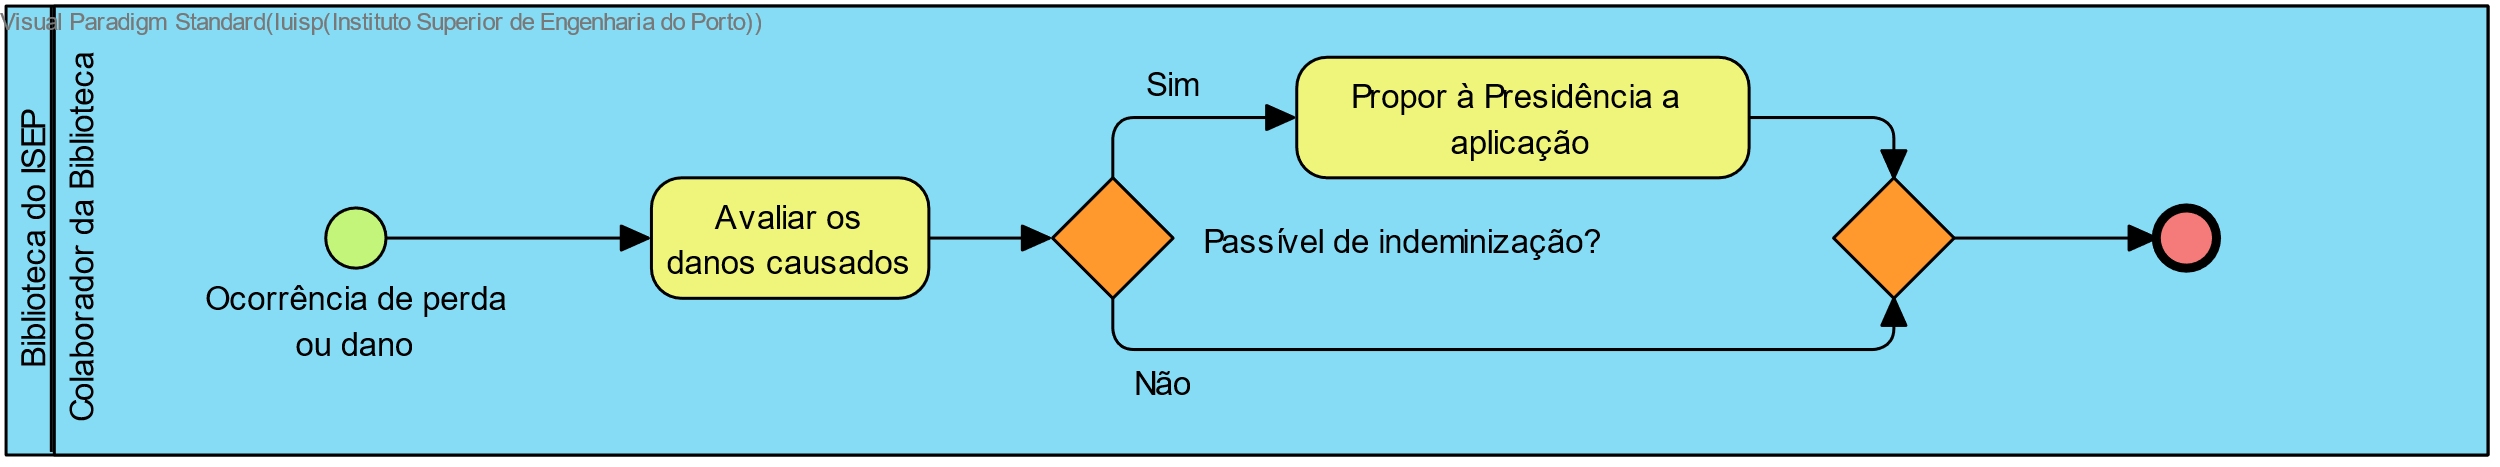 Visual Paradigm Standard(luisp(Instituto Superior de Engenharia do Porto))
Biblioteca do ISEP
Colaborador da Biblioteca
Ocorrência de perda
ou dano
Avaliar os
danos causados
Passível de indeminização?
Sim
Propor à Presidência a
aplicação
Não